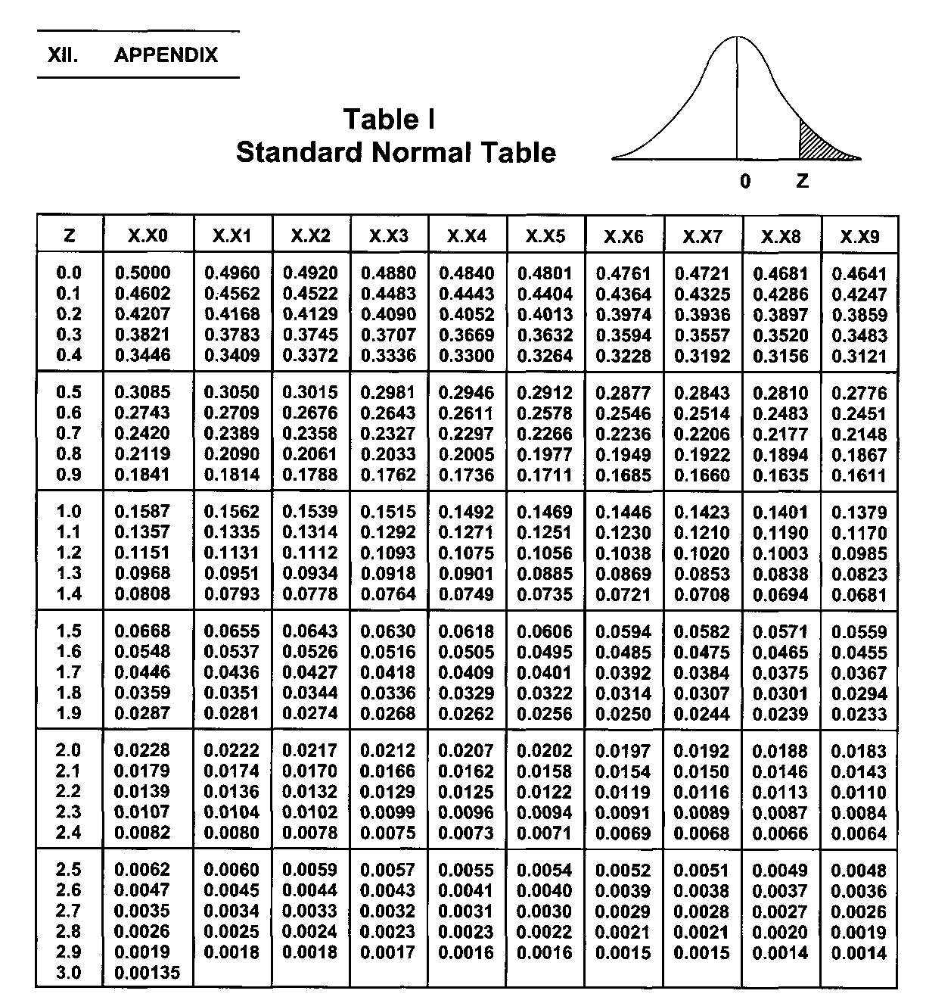 XII. APPENDIX
Table I
Standard Normal Table
0 Z
Z X.X0 X.X1 X.X2 X.X3 X.X4 X.X5 X.X6 X.X7 X.X8 X.X9
0.0 0.5000 0.4960 0.4920 0.4880 0.4840 0.4801 0.4761 0.4721 0.4681 0.4641
0.1 0.4602 0.4562 0.4522 0.4483 0.4443 0.4404 0.4364 0.4325 0.4286 0.4247
0.2 0.4207 0.4168 0.4129 0.4090 0.4052 0.4013 0.3974 0.3936 0.3897 0.3859
0.3 0.3821 0.3783 0.3745 0.3707 0.3669 0.3632 0.3594 0.3557 0.3520 0.3483
0.4 0.3446 0.3409 0.3372 0.3336 0.3300 0.3264 0.3228 0.3192 0.3156 0.3121
0.5 0.3085 0.3050 0.3015 0.2981 0.2946 0.2912 0.2877 0.2843 0.2810 0.2776
0.6 0.2743 0.2709 0.2676 0.2643 0.2611 0.2578 0.2546 0.2514 0.2483 0.2451
0.7 0.2420 0.2389 0.2358 0.2327 0.2297 0.2266 0.2236 0.2206 0.2177 0.2148
0.8 0.2119 0.2090 0.2061 0.2033 0.2005 0.1977 0.1949 0.1922 0.1894 0.1867
0.9 0.1841 0.1814 0.1788 0.1762 0.1736 0.1711 0.1685 0.1660 0.1635 0.1611
1.0 0.1587 0.1562 0.1539 0.1515 0.1492 0.1469 0.1446 0.1423 0.1401 0.1379
1.1 0.1357 0.1335 0.1314 0.1292 0.1271 0.1251 0.1230 0.1210 0.1190 0.1170
1.2 0.1151 0.1131 0.1112 0.1093 0.1075 0.1056 0.1038 0.1020 0.1003 0.0985
1.3 0.0968 0.0951 0.0934 0.0918 0.0901 0.0885 0.0869 0.0853 0.0838 0.0823
1.4 0.0808 0.0793 0.0778 0.0764 0.0749 0.0735 0.0721 0.0708 0.0694 0.0681
1.5 0.0668 0.0655 0.0643 0.0630 0.0618 0.0606 0.0594 0.0582 0.0571 0.0559
1.6 0.0548 0.0537 0.0526 0.0516 0.0505 0.0495 0.0485 0.0475 0.0465 0.0455
1.7 0.0446 0.0436 0.0427 0.0418 0.0409 0.0401 0.0392 0.0384 0.0375 0.0367
1.8 0.0359 0.0351 0.0344 0.0336 0.0329 0.0322 0.0314 0.0307 0.0301 0.0294
1.9 0.0287 0.0281 0.0274 0.0268 0.0262 0.0256 0.0250 0.0244 0.0239 0.0233
2.0 0.0228 0.0222 0.0217 0.0212 0.0207 0.0202 0.0197 0.0192 0.0188 0.0183
2.1 0.0179 0.0174 0.0170 0.0166 0.0162 0.0158 0.0154 0.0150 0.0146 0.0143
2.2 0.0139 0.0136 0.0132 0.0129 0.0125 0.0122 0.0119 0.0116 0.0113 0.0110
2.3 0.0107 0.0104 0.0102 0.0099 0.0096 0.0094 0.0091 0.0089 0.0087 0.0084
2.4 0.0082 0.0080 0.0078 0.0075 0.0073 0.0071 0.0069 0.0068 0.0066 0.0064
2.5 0.0062 0.0060 0.0059 0.0057 0.0055 0.0054 0.0052 0.0051 0.0049 0.0048
2.6 0.0047 0.0045 0.0044 0.0043 0.0041 0.0040 0.0039 0.0038 0.0037 0.0036
2.7 0.0035 0.0034 0.0033 0.0032 0.0031 0.0030 0.0029 0.0028 0.0027 0.0026
2.8 0.0026 0.0025 0.0024 0.0023 0.0023 0.0022 0.0021 0.0021 0.0020 0.0019
2.9 0.0019 0.0018 0.0018 0.0017 0.0016 0.0016 0.0015 0.0015 0.0014 0.0014
3.0 0.00135